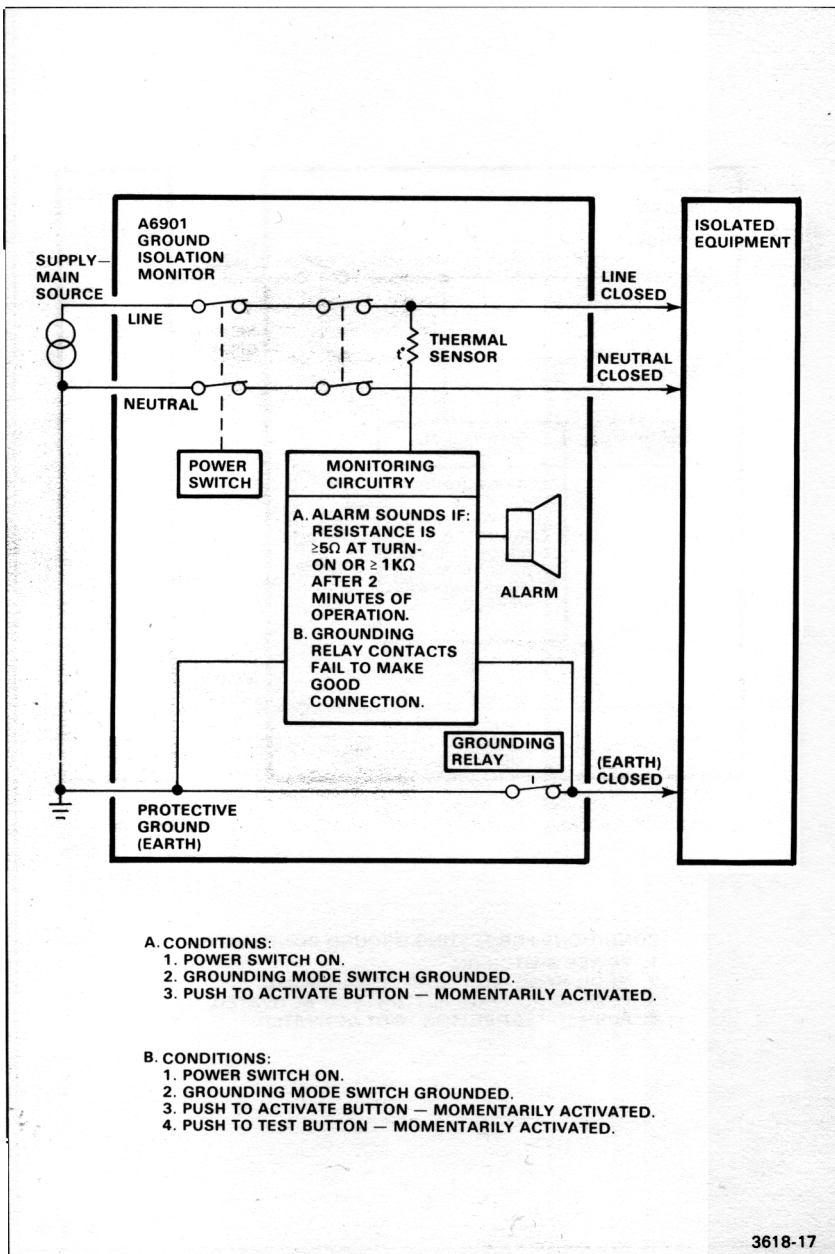 A6901
GROUND
ISOLATION
MONITOR
ISOLATED
EQUIPMENT
SUPPLY—
MAIN
SOURCE
LINE
CLOSED
LINE
THERMAL
SENSOR
t°
NEUTRAL
CLOSED
NEUTRAL
POWER
SWITCH
MONITORING
CIRCUITRY
A. ALARM SOUNDS IF:
RESISTANCE IS
≥5Ω AT TURN-
ON OR ≥ 1KΩ
AFTER 2
MINUTES OF
OPERATION.
B. GROUNDING
RELAY CONTACTS
FAIL TO MAKE
GOOD
CONNECTION.
ALARM
GROUNDING
RELAY
(EARTH)
CLOSED
PROTECTIVE
GROUND
(EARTH)
A. CONDITIONS:
1. POWER SWITCH ON.
2. GROUNDING MODE SWITCH GROUNDED.
3. PUSH TO ACTIVATE BUTTON — MOMENTARILY ACTIVATED.
B. CONDITIONS:
1. POWER SWITCH ON.
2. GROUNDING MODE SWITCH GROUNDED.
3. PUSH TO ACTIVATE BUTTON — MOMENTARILY ACTIVATED.
4. PUSH TO TEST BUTTON — MOMENTARILY ACTIVATED.
3618-17